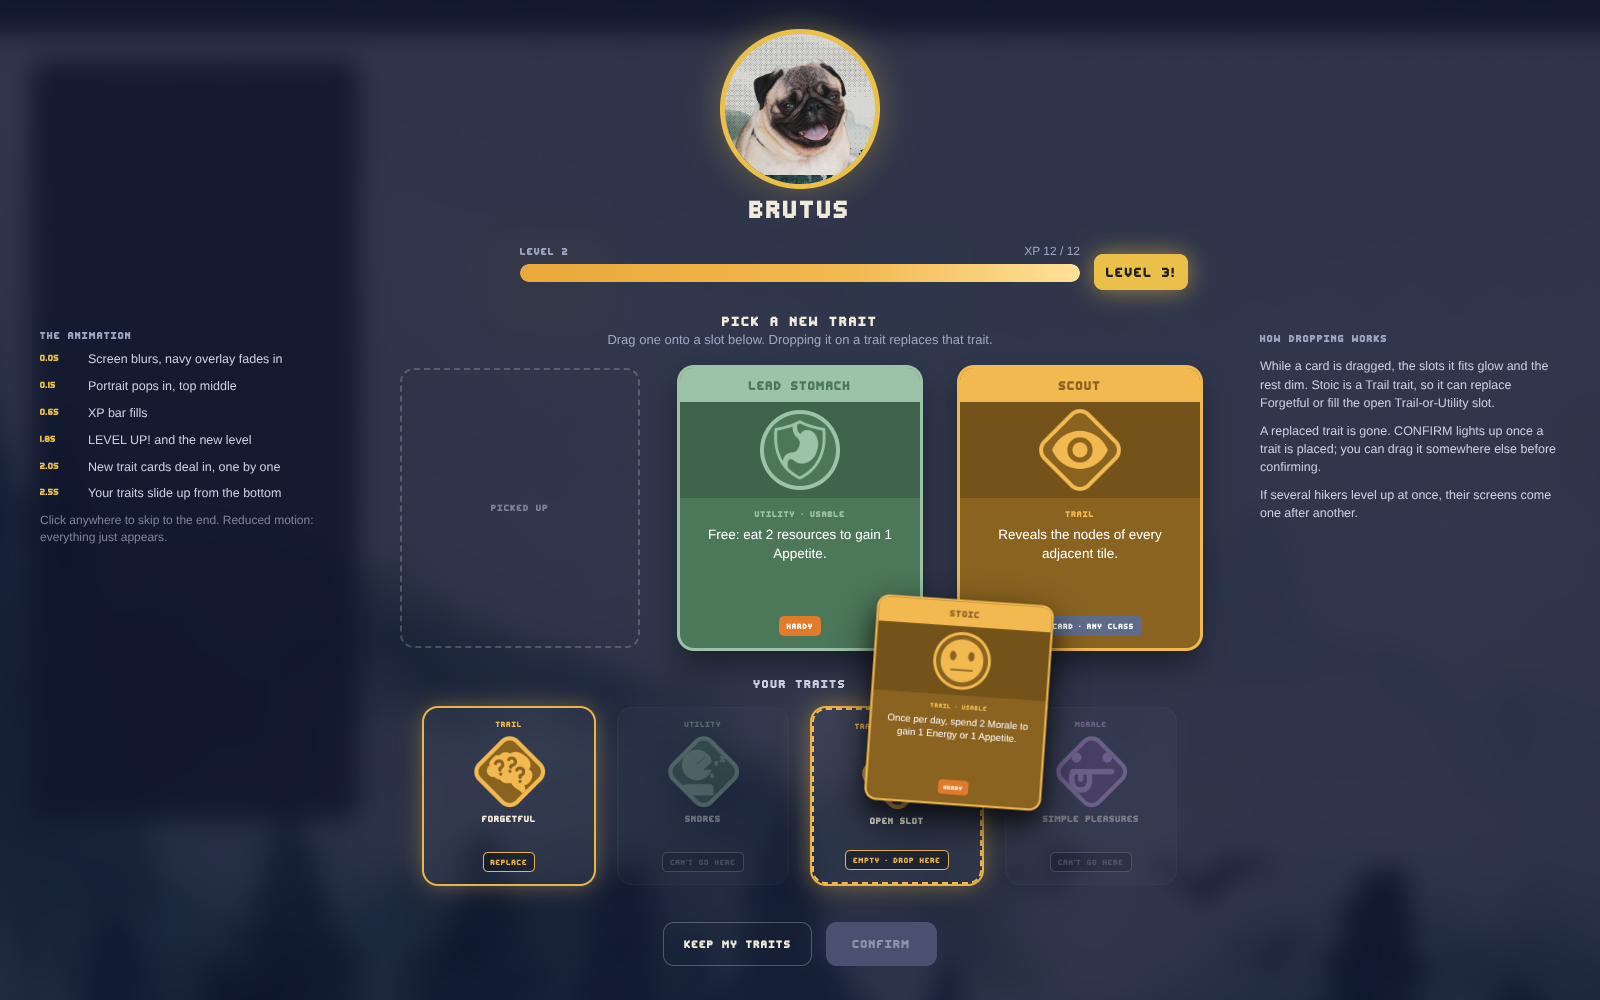 BRUTUS
LEVEL 2
XP 12 / 12
LEVEL 3!
PICK A NEW TRAIT
Drag one onto a slot below. Dropping it on a trait replaces that trait.
THE ANIMATION
0.0S Screen blurs, navy overlay fades in
0.1S Portrait pops in, top middle
0.6S XP bar fills
1.8S LEVEL UP! and the new level
2.0S New trait cards deal in, one by one
2.5S Your traits slide up from the bottom
Click anywhere to skip to the end. Reduced motion:
everything just appears.
PICKED UP
LEAD STOMACH
UTILITY · USABLE
Free: eat 2 resources to gain 1
Appetite.
HARDY
SCOUT
TRAIL
Reveals the nodes of every
adjacent tile.
CARD · ANY CLASS
HOW DROPPING WORKS
While a card is dragged, the slots it fits glow and the
rest dim. Stoic is a Trail trait, so it can replace
Forgetful or fill the open Trail-or-Utility slot.
A replaced trait is gone. CONFIRM lights up once a
trait is placed; you can drag it somewhere else before
confirming.
If several hikers level up at once, their screens come
one after another.
STOIC
TRAIL · USABLE
Once per day, spend 2 Morale to
gain 1 Energy or 1 Appetite.
HARDY
YOUR TRAITS
TRAIL
???
FORGETFUL
REPLACE
UTILITY
SNORES
CAN'T GO HERE
OPEN SLOT
EMPTY · DROP HERE
MORALE
SIMPLE PLEASURES
CAN'T GO HERE
KEEP MY TRAITS
CONFIRM